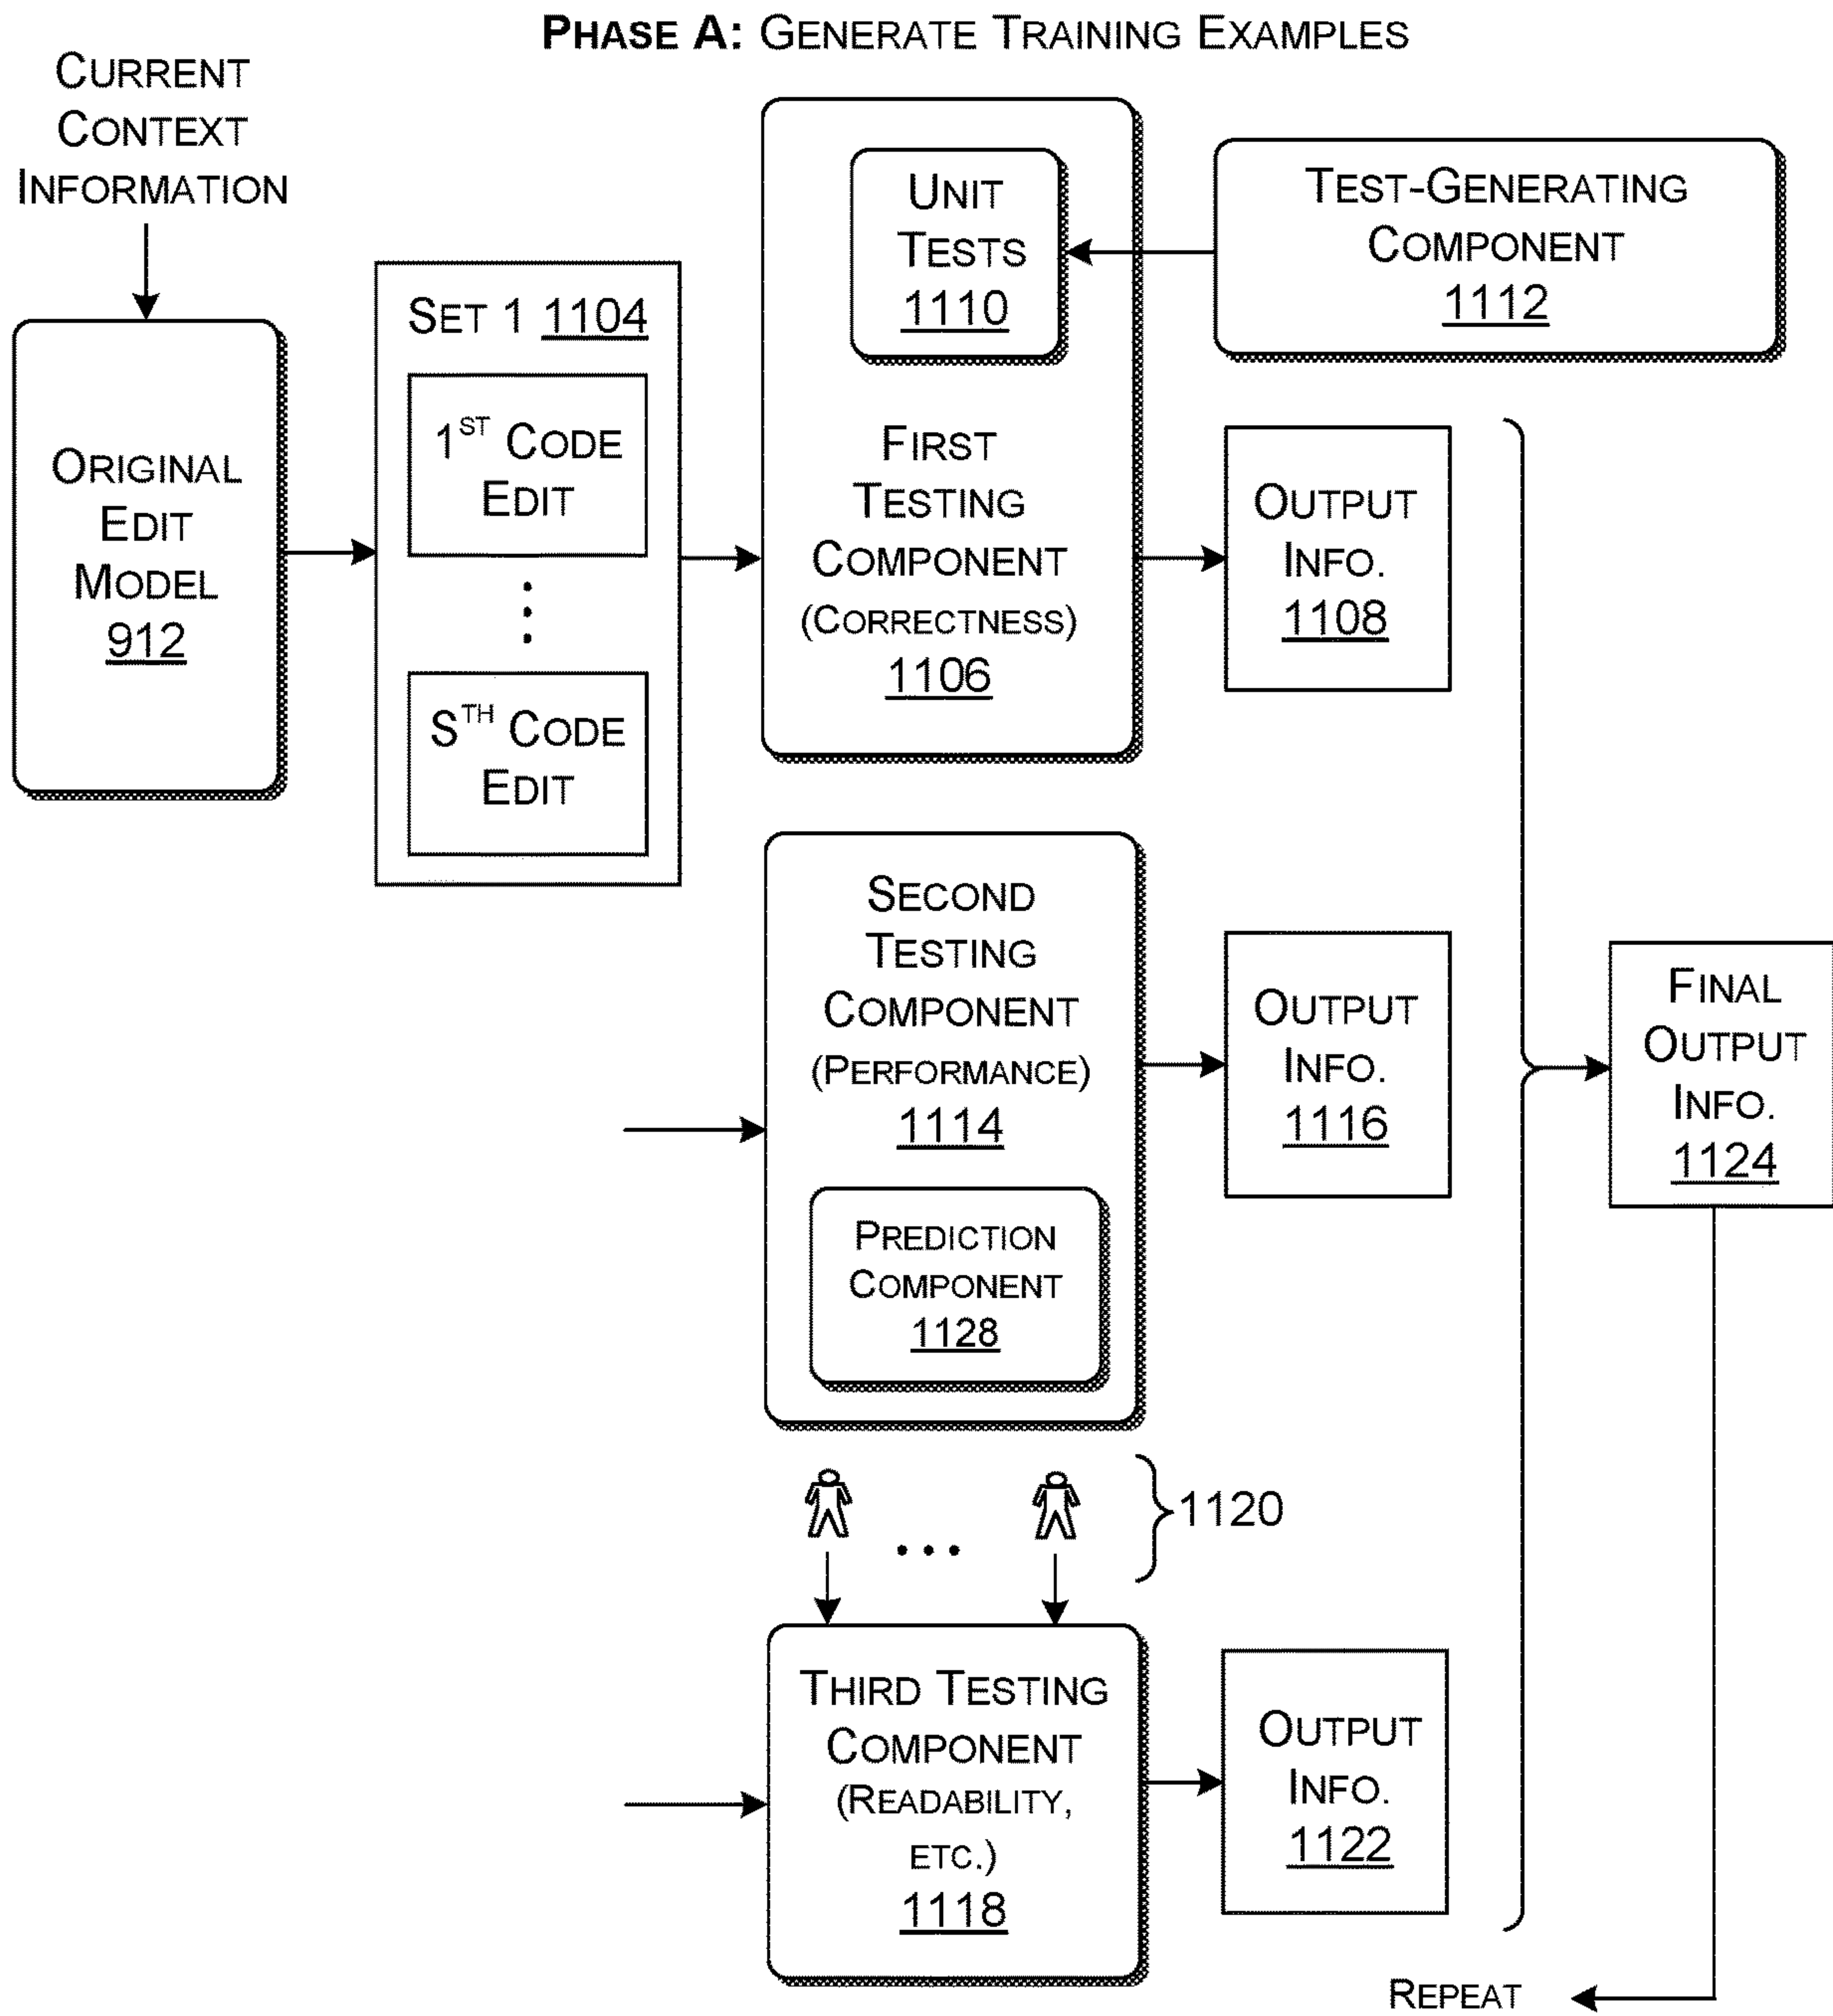 PHASE A: GENERATE TRAINING EXAMPLES
CURRENT
CONTEXT
INFORMATION
ORIGINAL
EDIT
MODEL
912
SET 1 1104
1ST CODE
EDIT
STH CODE
EDIT
UNIT
TESTS
1110
FIRST
TESTING
COMPONENT
(CORRECTNESS)
1106
TEST-GENERATING
COMPONENT
1112
OUTPUT
INFO.
1108
SECOND
TESTING
COMPONENT
(PERFORMANCE)
1114
PREDICTION
COMPONENT
1128
OUTPUT
INFO.
1116
FINAL
OUTPUT
INFO.
1124
1120
THIRD TESTING
COMPONENT
(READABILITY,
ETC.)
1118
OUTPUT
INFO.
1122
REPEAT